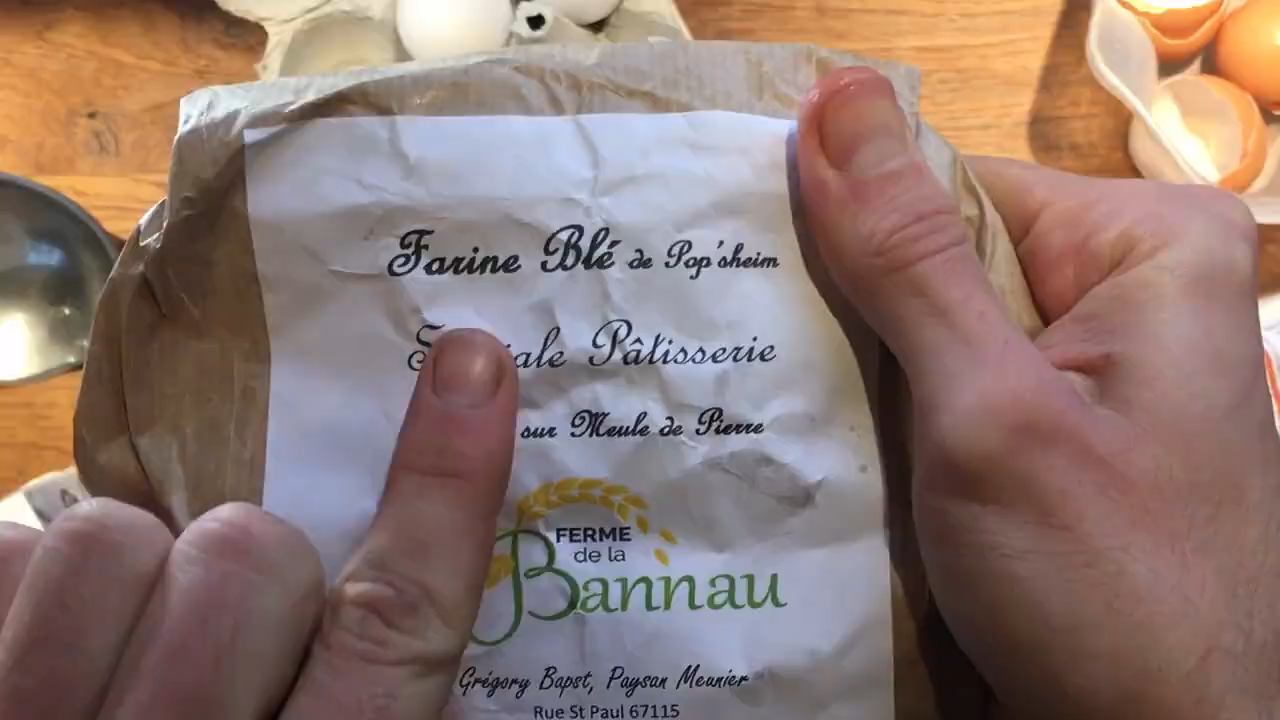 Farine Blé de Pop'sheim
Pâtisserie
sur Meule de Pierre
FERME
de la
Bannau
Grégory Bapst, Paysan Meunier
Rue St Paul 67115